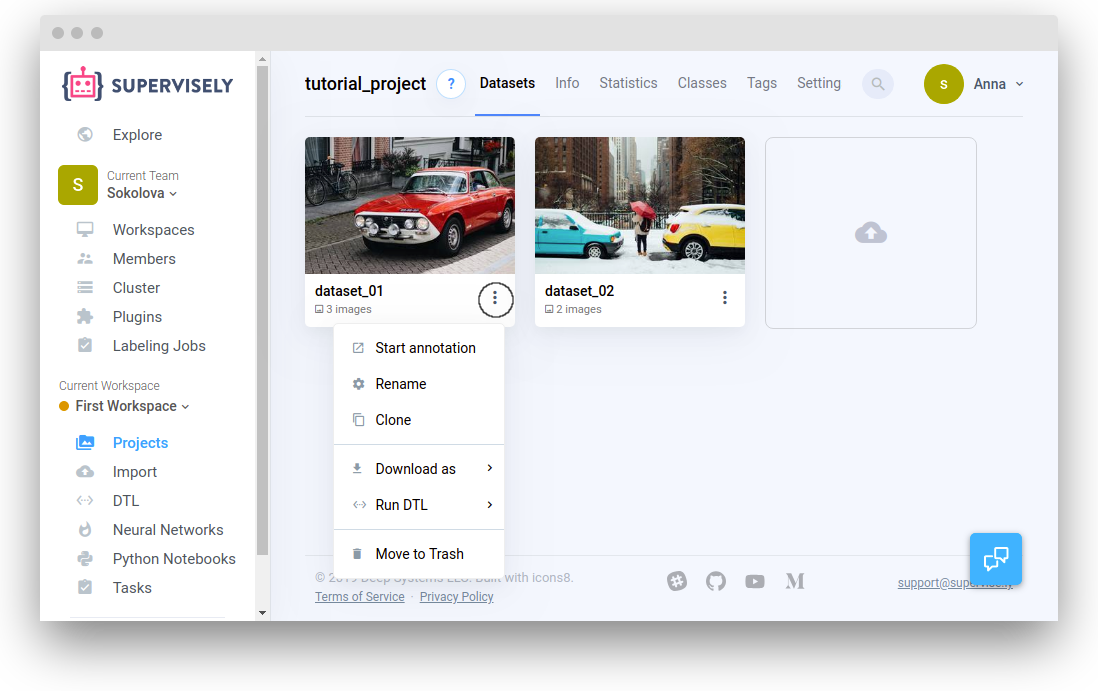 SUPERVISELY
Explore
S
Current Team
Sokolova
Workspaces
Members
Cluster
Plugins
Labeling Jobs
Current Workspace
First Workspace
Projects
Import
DTL
Neural Networks
Python Notebooks
Tasks
tutorial_project ? Datasets Info Statistics Classes Tags Setting S Anna
dataset_01
3 images
dataset_02
2 images
Start annotation
Rename
Clone
Download as
Run DTL
Move to Trash
© 2019 Deep Systems LLC. Built with icons8.
Terms of Service · Privacy Policy
support@supervise.ly